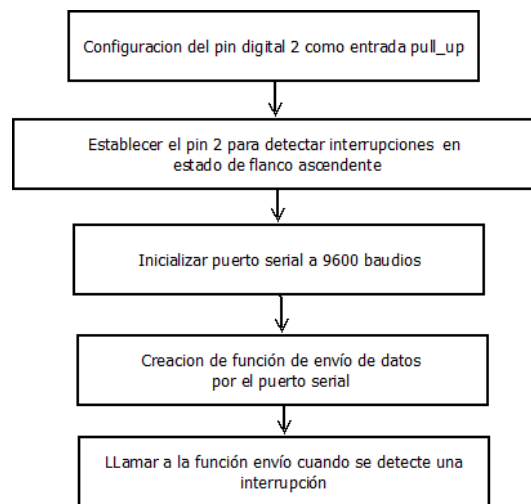 Configuracion del pin digital 2 como entrada pull_up
Establecer el pin 2 para detectar interrupciones en
estado de flanco ascendente
Inicializar puerto serial a 9600 baudios
Creacion de función de envío de datos
por el puerto serial
LLamar a la función envío cuando se detecte una
interrupción